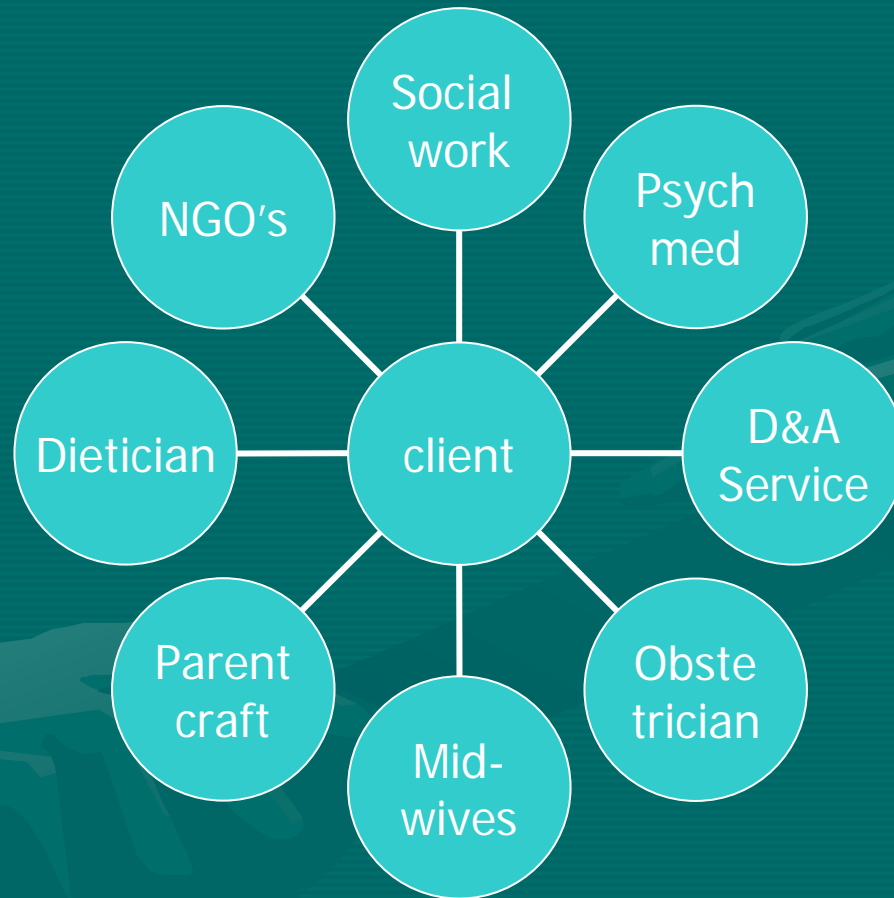 Social
work
NGO's
Psych
med
Dietician
client
D&A
Service
Parent
craft
Obste
trician
Mid-
wives